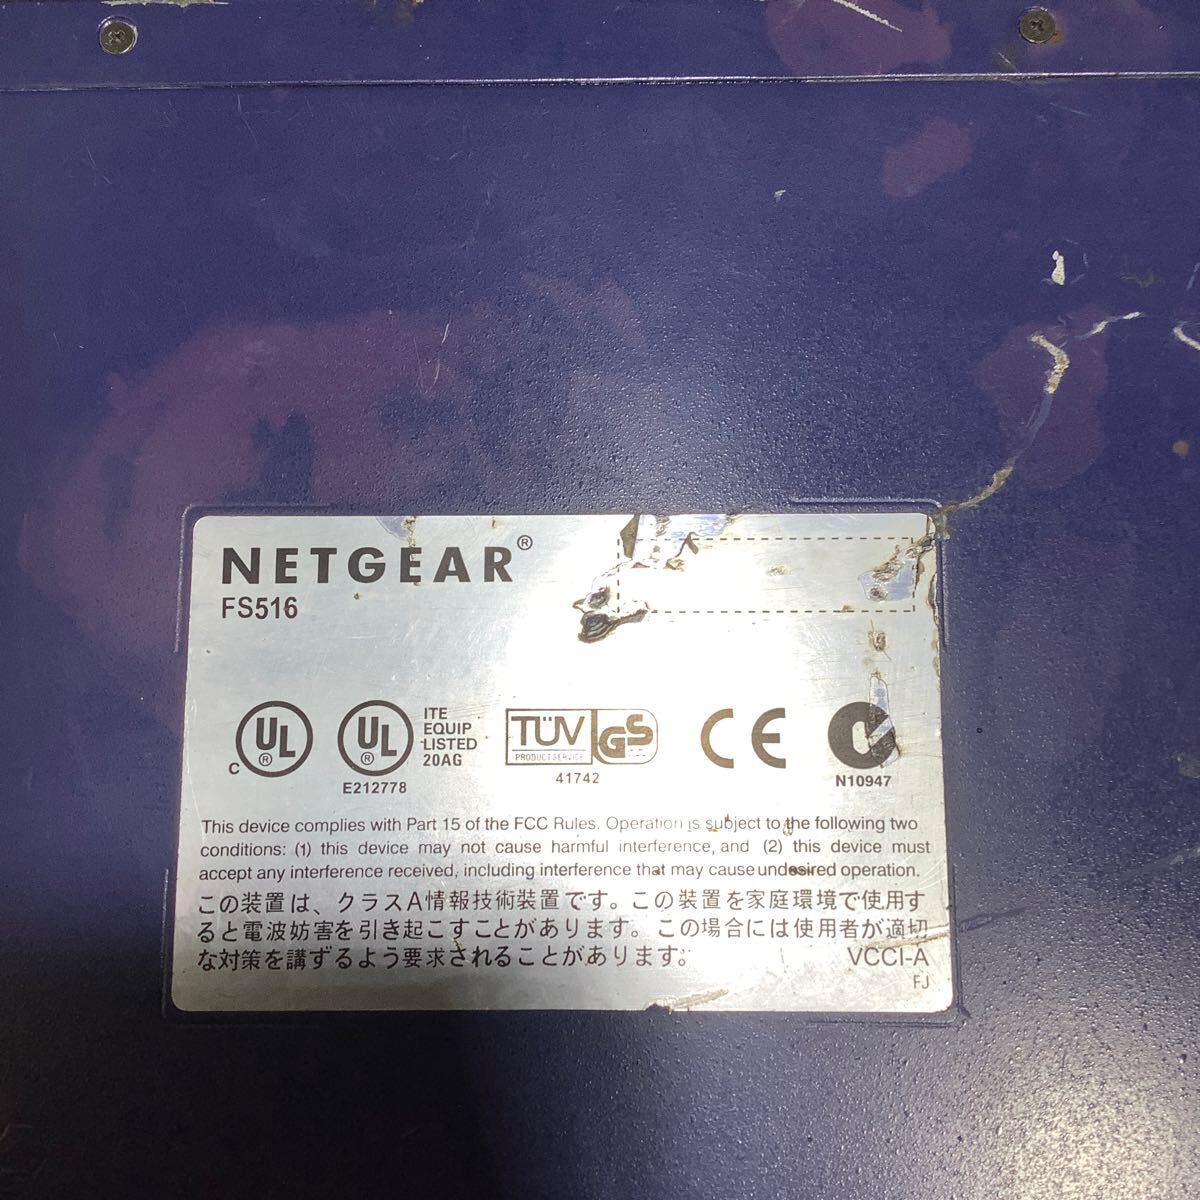 NETGEAR®
FS516
C UL® UL® ITE
EQUIP
LISTED
20AG
E212778
TÜV GS
PRODUCT SERVICE
41742
CE
N10947
This device complies with Part 15 of the FCC Rules. Operation is subject to the following two
conditions: (1) this device may not cause harmful interference, and (2) this device must
accept any interference received, including interference that may cause undesired operation.
この装置は、クラスA情報技術装置です。この装置を家庭環境で使用す
ると電波妨害を引き起こすことがあります。この場合には使用者が適切
な対策を講ずるよう要求されることがあります。 VCCI-A
FJ